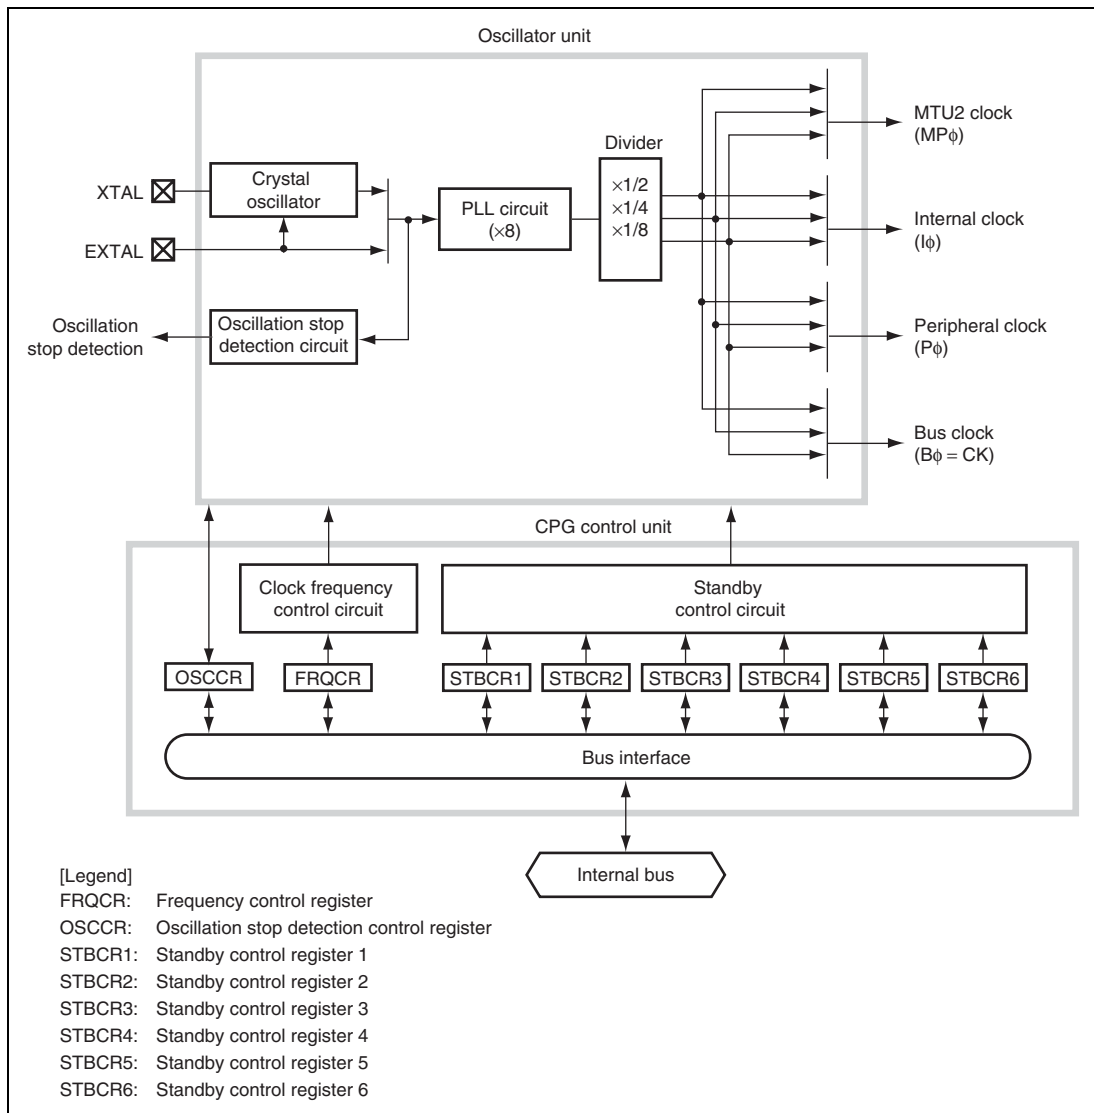 Oscillator unit
XTAL
EXTAL
Crystal
oscillator
Oscillation
stop detection
Oscillation stop
detection circuit
PLL circuit
(×8)
Divider
×1/2
×1/4
×1/8
MTU2 clock
(MPϕ)
Internal clock
(Iϕ)
Peripheral clock
(Pϕ)
Bus clock
(Bϕ = CK)
CPG control unit
Clock frequency
control circuit
Standby
control circuit
OSCCR
FRQCR
STBCR1
STBCR2
STBCR3
STBCR4
STBCR5
STBCR6
Bus interface
Internal bus
[Legend]
FRQCR: Frequency control register
OSCCR: Oscillation stop detection control register
STBCR1: Standby control register 1
STBCR2: Standby control register 2
STBCR3: Standby control register 3
STBCR4: Standby control register 4
STBCR5: Standby control register 5
STBCR6: Standby control register 6